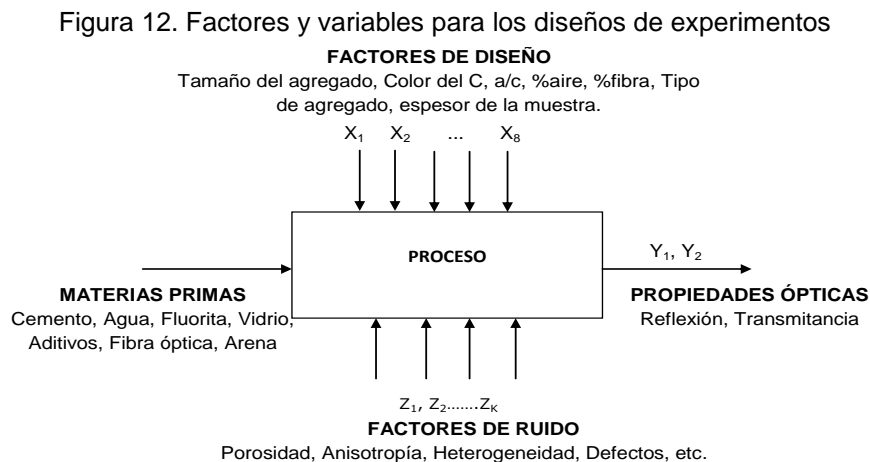 Figura 12. Factores y variables para los diseños de experimentos
FACTORES DE DISEÑO
Tamaño del agregado, Color del C, a/c, %aire, %fibra, Tipo
de agregado, espesor de la muestra.
X₁ X₂ ... X₈
PROCESO
Y₁, Y₂
MATERIAS PRIMAS
Cemento, Agua, Fluorita, Vidrio,
Aditivos, Fibra óptica, Arena
PROPIEDADES ÓPTICAS
Reflexión, Transmitancia
Z₁, Z₂.......Zₖ
FACTORES DE RUIDO
Porosidad, Anisotropía, Heterogeneidad, Defectos, etc.